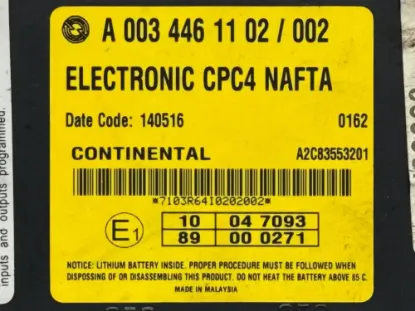 A 003 446 11 02 / 002
ELECTRONIC CPC4 NAFTA
Date Code: 140516 0162
CONTINENTAL A2C83553201
*7103R6410202002*
E1 10 04 7093
89 00 0271
NOTICE: LITHIUM BATTERY INSIDE. PROPER PROCEDURE MUST BE FOLLOWED WHEN
DISPOSSING OF OR DISASSEMBLING THIS PRODUCT. DO NOT HEAT THE BATTERY ABOVE 85 C.
MADE IN MALAYSIA
inputs and outputs programmed.